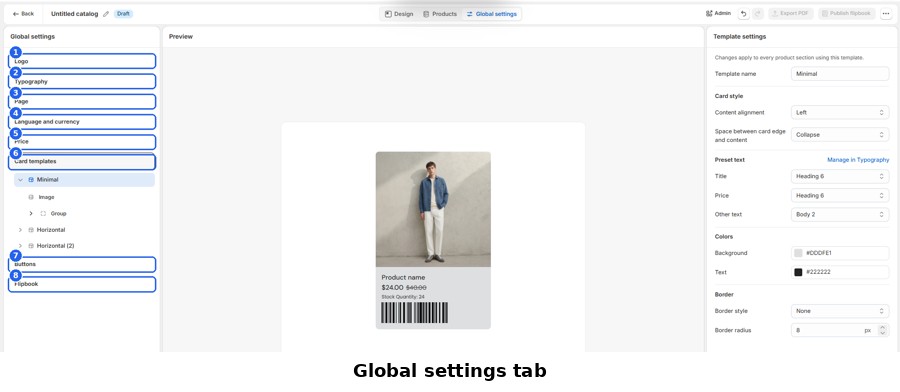 Back
Untitled catalog
Draft
Design
Products
Global settings
Admin
Export PDF
Publish flipbook
Global settings
1
Logo
2
Typography
3
Page
4
Language and currency
5
Price
6
Card templates
Minimal
Image
Group
Horizontal
Horizontal (2)
7
Buttons
8
Flipbook
Preview
Product name
$24.00 $40.00
Stock Quantity: 24
Template settings
Changes apply to every product section using this template.
Template name Minimal
Card style
Content alignment Left
Space between card edge
and content Collapse
Preset text Manage in Typography
Title Heading 6
Price Heading 6
Other text Body 2
Colors
Background #DDDFE1
Text #222222
Border
Border style None
Border radius 8 px
Global settings tab